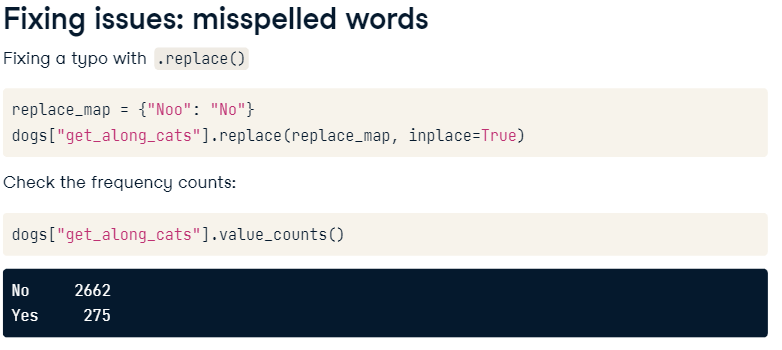 Fixing issues: misspelled words
Fixing a typo with .replace()
replace_map = {"Noo": "No"}
dogs["get_along_cats"].replace(replace_map, inplace=True)
Check the frequency counts:
dogs["get_along_cats"].value_counts()
No     2662
Yes     275